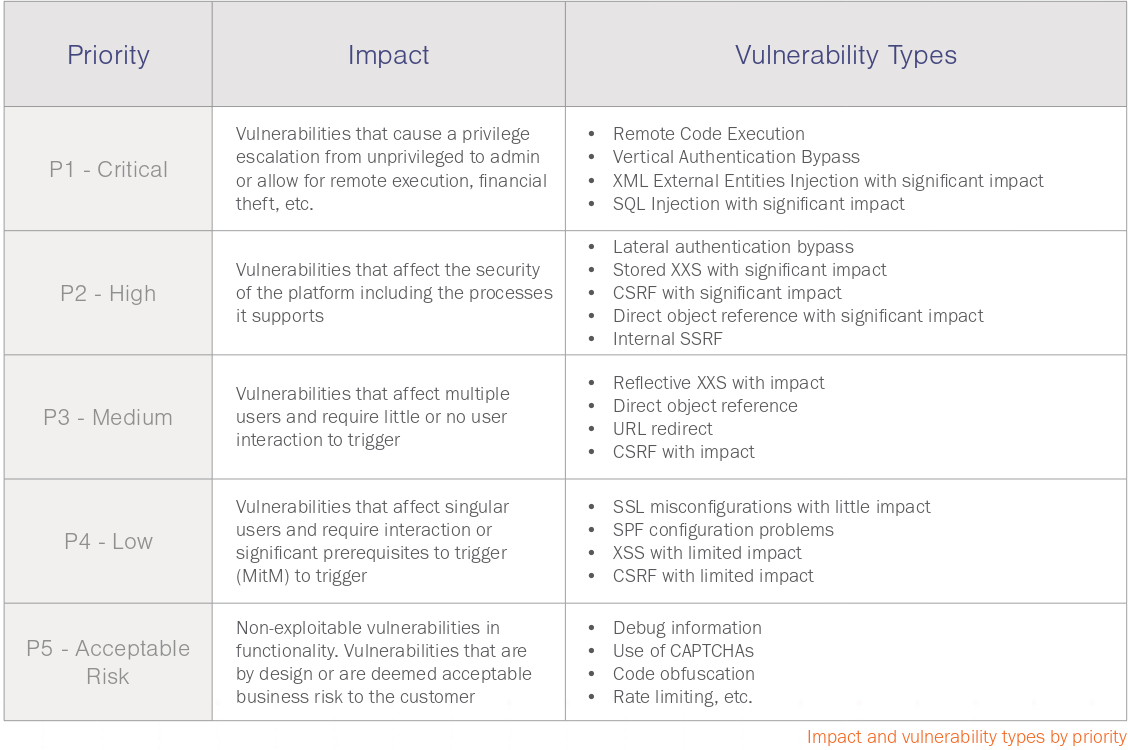 Priority
Impact
Vulnerability Types
P1 - Critical
Vulnerabilities that cause a privilege
escalation from unprivileged to admin
or allow for remote execution, financial
theft, etc.
• Remote Code Execution
• Vertical Authentication Bypass
• XML External Entities Injection with significant impact
• SQL Injection with significant impact
P2 - High
Vulnerabilities that affect the security
of the platform including the processes
it supports
• Lateral authentication bypass
• Stored XXS with significant impact
• CSRF with significant impact
• Direct object reference with significant impact
• Internal SSRF
P3 - Medium
Vulnerabilities that affect multiple
users and require little or no user
interaction to trigger
• Reflective XXS with impact
• Direct object reference
• URL redirect
• CSRF with impact
P4 - Low
Vulnerabilities that affect singular
users and require interaction or
significant prerequisites to trigger
(MitM) to trigger
• SSL misconfigurations with little impact
• SPF configuration problems
• XSS with limited impact
• CSRF with limited impact
P5 - Acceptable
Risk
Non-exploitable vulnerabilities in
functionality. Vulnerabilities that are
by design or are deemed acceptable
business risk to the customer
• Debug information
• Use of CAPTCHAs
• Code obfuscation
• Rate limiting, etc.
Impact and vulnerability types by priority